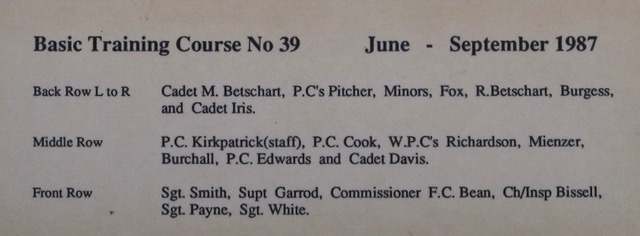 Basic Training Course No 39 June - September 1987
Back Row L to R Cadet M. Betschart, P.C's Pitcher, Minors, Fox, R.Betschart, Burgess,
and Cadet Iris.
Middle Row P.C. Kirkpatrick(staff), P.C. Cook, W.P.C's Richardson, Mienzer,
Burchall, P.C. Edwards and Cadet Davis.
Front Row Sgt. Smith, Supt Garrod, Commissioner F.C. Bean, Ch/Insp Bissell,
Sgt. Payne, Sgt. White.